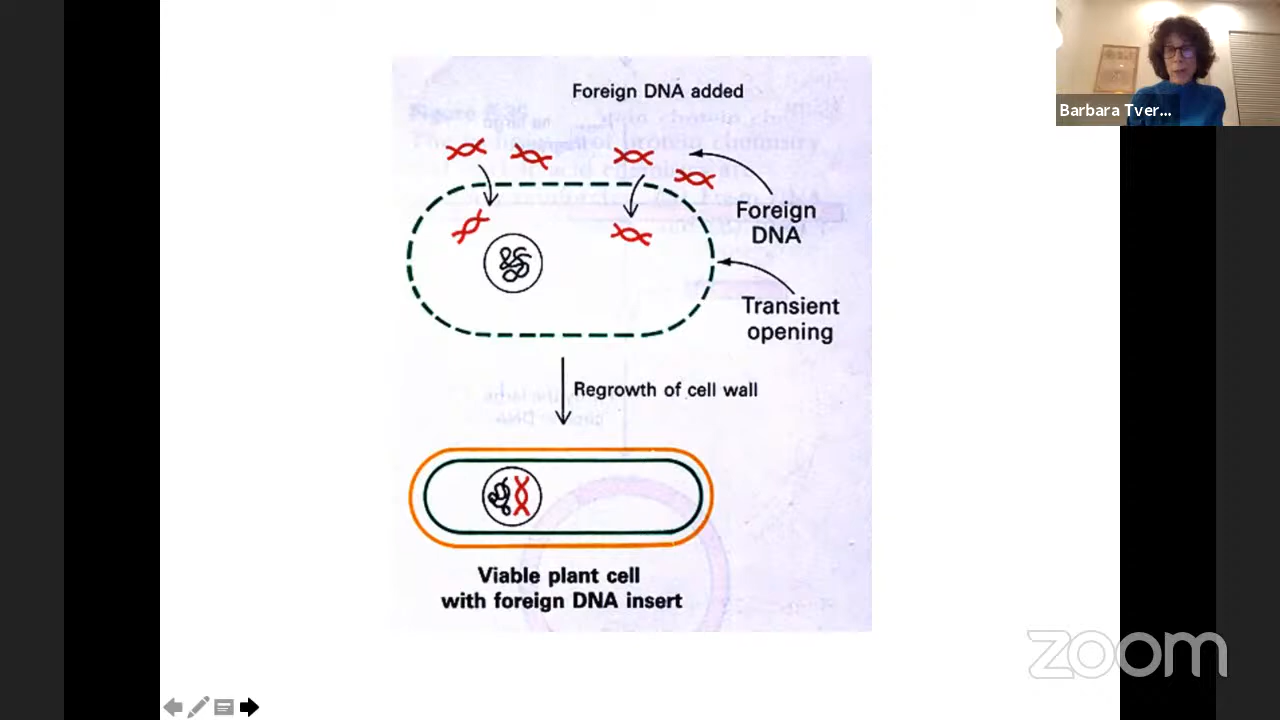 Foreign DNA added
Foreign
DNA
Transient
opening
Regrowth of cell wall
Viable plant cell
with foreign DNA insert
Barbara Tver...
zoom